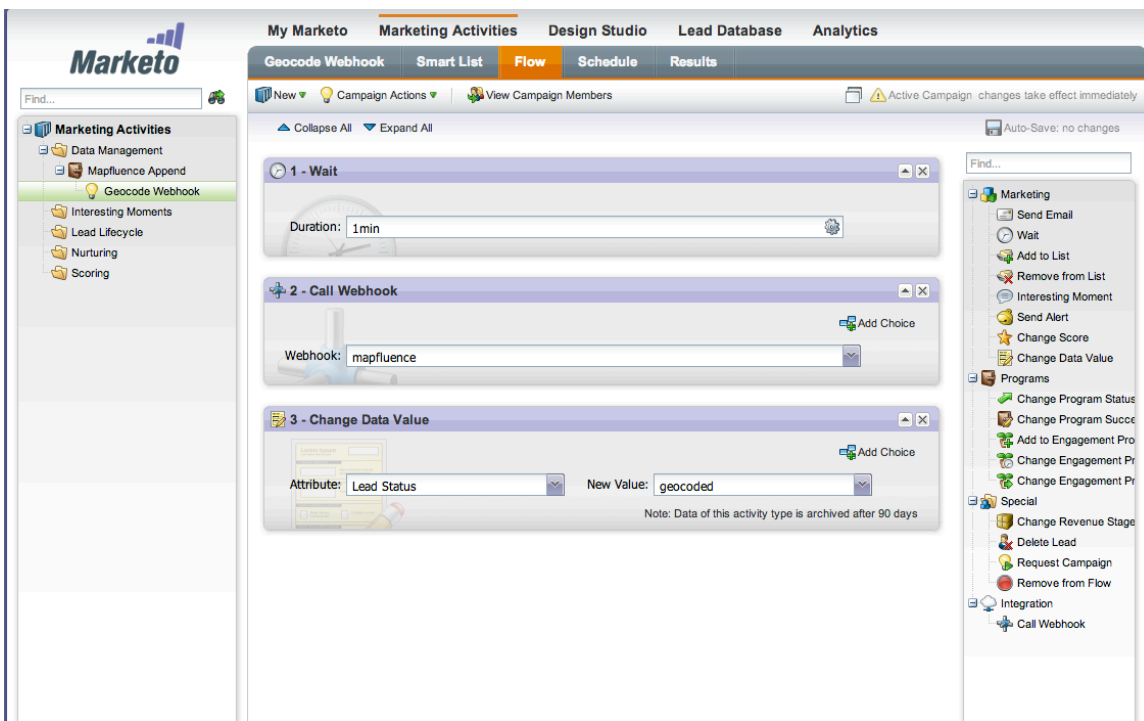 My Marketo Marketing Activities Design Studio Lead Database Analytics
Marketo
Geocode Webhook Smart List Flow Schedule Results
Find...
New Campaign Actions View Campaign Members Active Campaign changes take effect immediately
Collapse All Expand All Auto-Save: no changes
Marketing Activities
Data Management
Mapfluence Append
Geocode Webhook
Interesting Moments
Lead Lifecycle
Nurturing
Scoring
1 - Wait
Duration: 1min
2 - Call Webhook
Add Choice
Webhook: mapfluence
3 - Change Data Value
Add Choice
Attribute: Lead Status New Value: geocoded
Note: Data of this activity type is archived after 90 days
Find...
Marketing
Send Email
Wait
Add to List
Remove from List
Interesting Moment
Send Alert
Change Score
Change Data Value
Programs
Change Program Status
Change Program Succe
Add to Engagement Pro
Change Engagement Pr
Change Engagement Pr
Special
Change Revenue Stage
Delete Lead
Request Campaign
Remove from Flow
Integration
Call Webhook